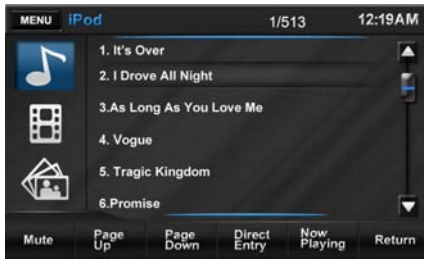 MENU iPod 1/513 12:19AM
1. It's Over
2. I Drove All Night
3.As Long As You Love Me
4. Vogue
5. Tragic Kingdom
6.Promise
Mute Page Up Page Down Direct Entry Now Playing Return